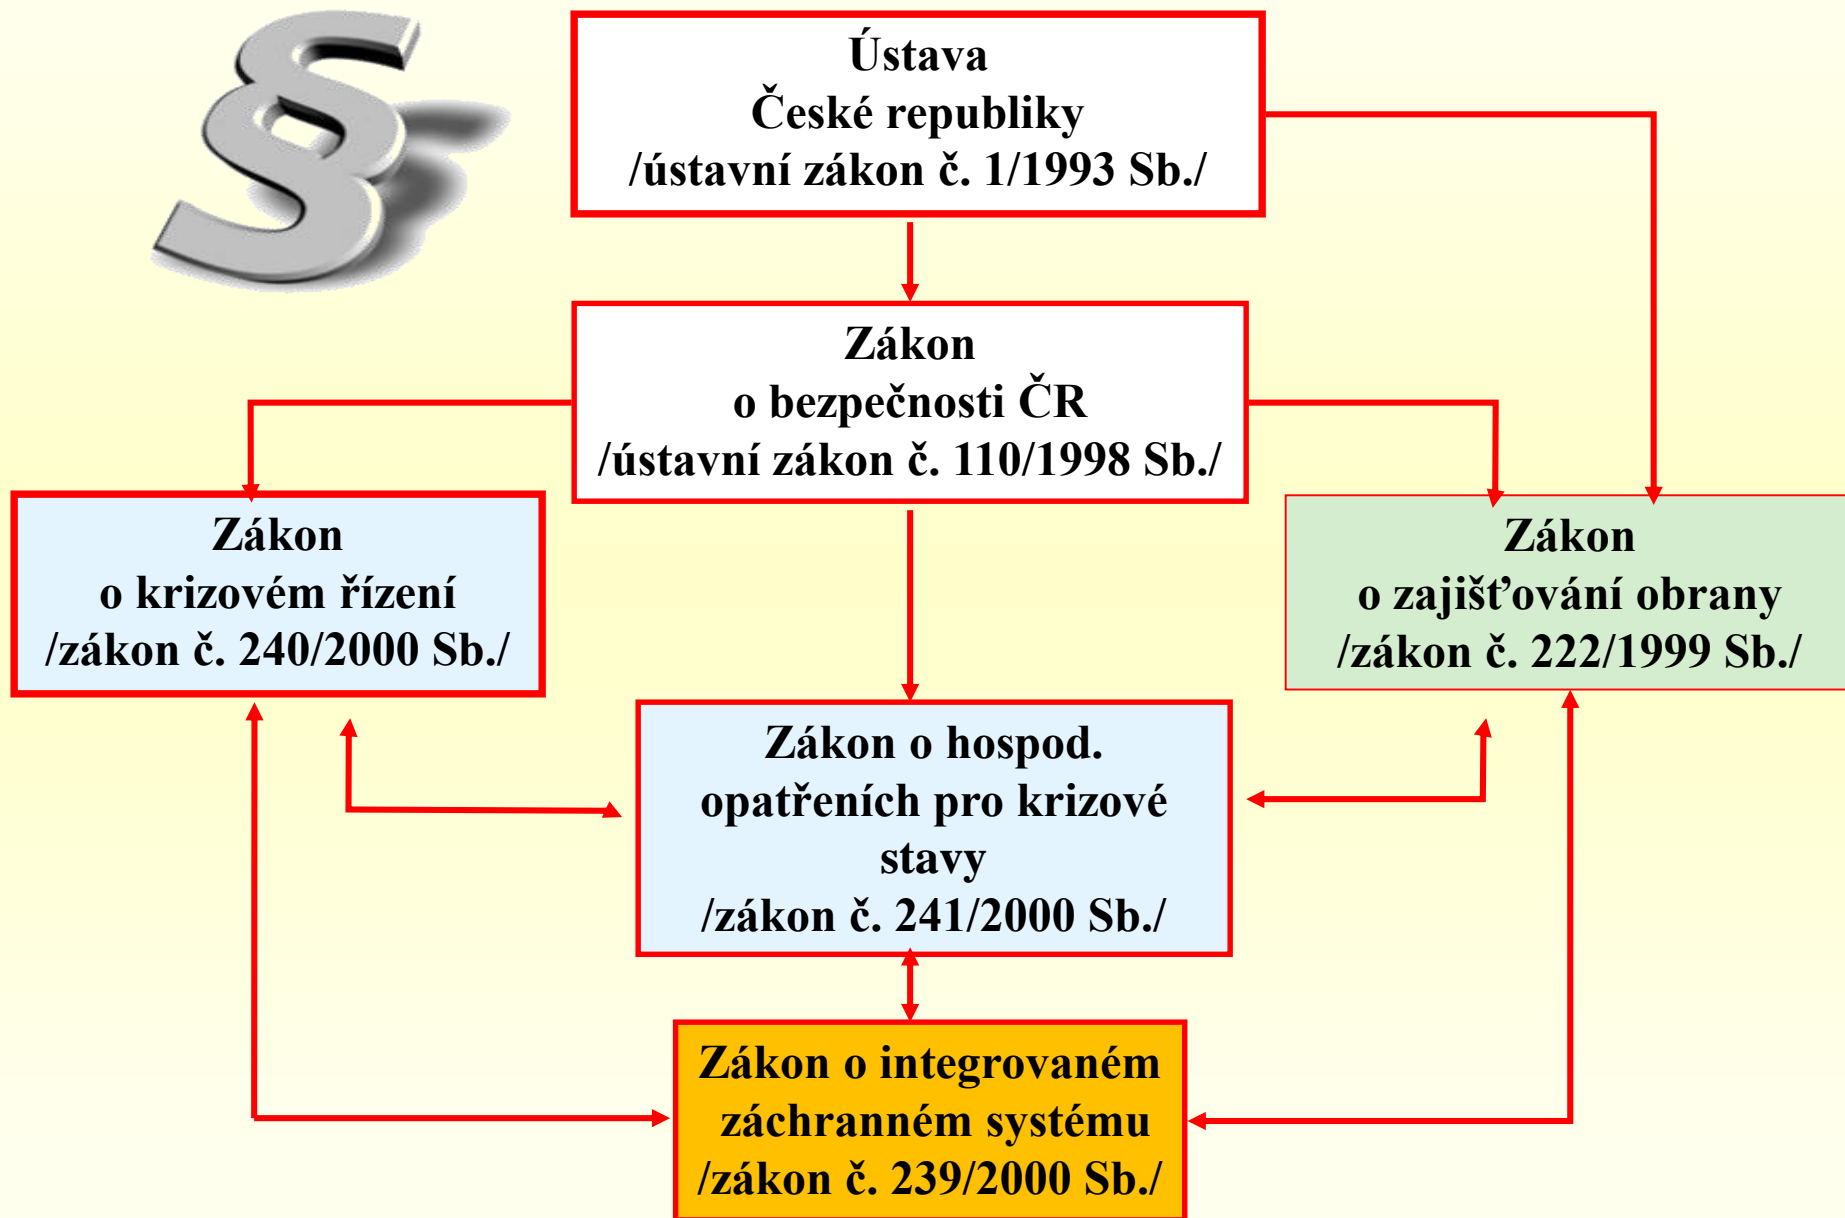 §
Ústava
České republiky
/ústavní zákon č. 1/1993 Sb./
Zákon
o bezpečnosti ČR
/ústavní zákon č. 110/1998 Sb./
Zákon
o krizovém řízení
/zákon č. 240/2000 Sb./
Zákon
o zajišťování obrany
/zákon č. 222/1999 Sb./
Zákon o hospod.
opatřeních pro krizové
stavy
/zákon č. 241/2000 Sb./
Zákon o integrovaném
záchranném systému
/zákon č. 239/2000 Sb./